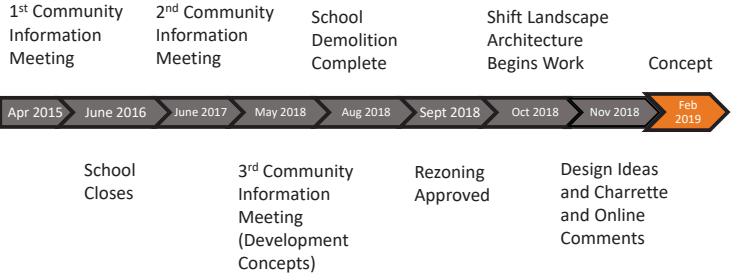 1st Community
Information
Meeting
2nd Community
Information
Meeting
School
Demolition
Complete
Shift Landscape
Architecture
Begins Work
Concept
Apr 2015
June 2016
June 2017
May 2018
Aug 2018
Sept 2018
Oct 2018
Nov 2018
Feb
2019
School
Closes
3rd Community
Information
Meeting
(Development
Concepts)
Rezoning
Approved
Design Ideas
and Charrette
and Online
Comments